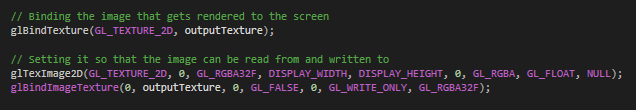 // Binding the image that gets rendered to the screen
glBindTexture(GL_TEXTURE_2D, outputTexture);
// Setting it so that the image can be read from and written to
glTexImage2D(GL_TEXTURE_2D, 0, GL_RGBA32F, DISPLAY_WIDTH, DISPLAY_HEIGHT, 0, GL_RGBA, GL_FLOAT, NULL);
glBindImageTexture(0, outputTexture, 0, GL_FALSE, 0, GL_WRITE_ONLY, GL_RGBA32F);